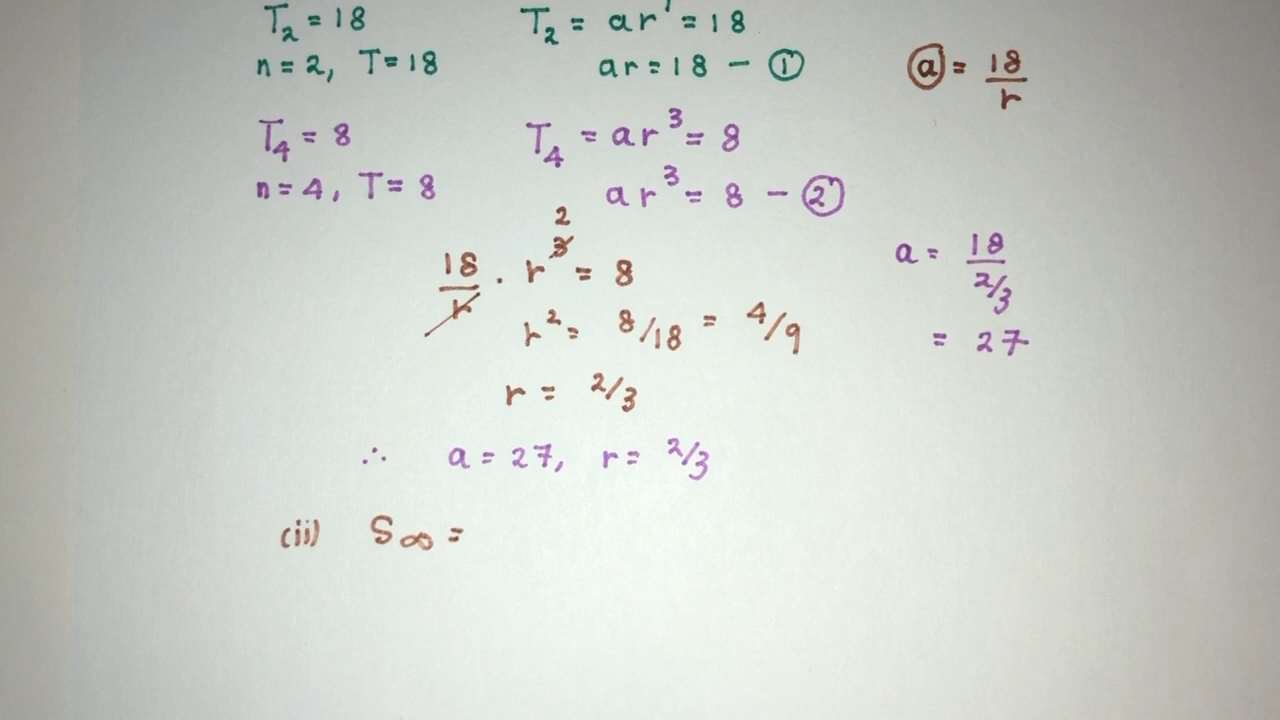 T₂ = 18 T₂ = ar¹ = 18
n = 2, T = 18 ar = 18 — ① ⓐ = 18/r
T₄ = 8 T₄ = ar³ = 8
n = 4, T = 8 ar³ = 8 — ②
18/r · r³ = 8 2 a = 18/(2/3)
r² = 8/18 = 4/9 = 27
r = 2/3
∴ a = 27, r = 2/3
(ii) S∞ =